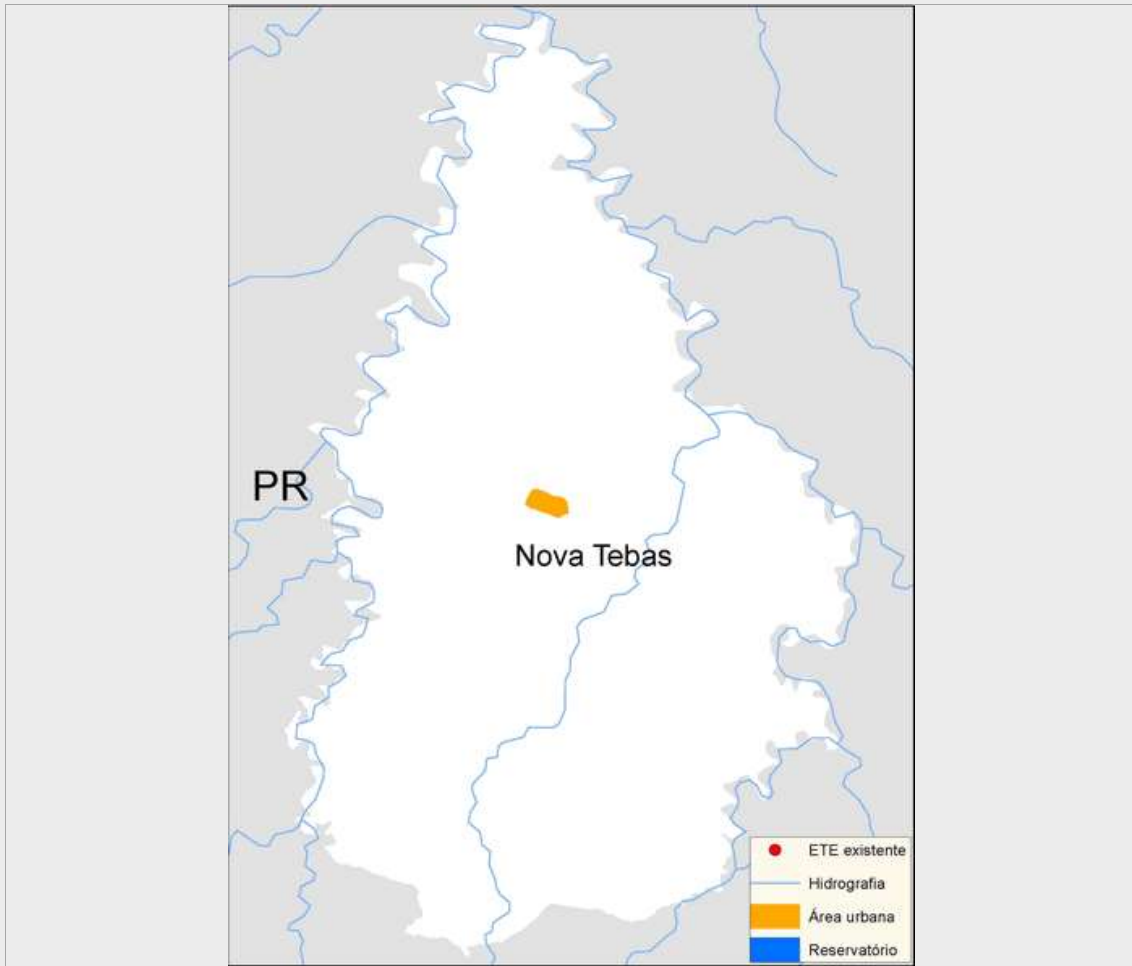 PR
Nova Tebas
ETE existente
Hidrografia
Área urbana
Reservatório